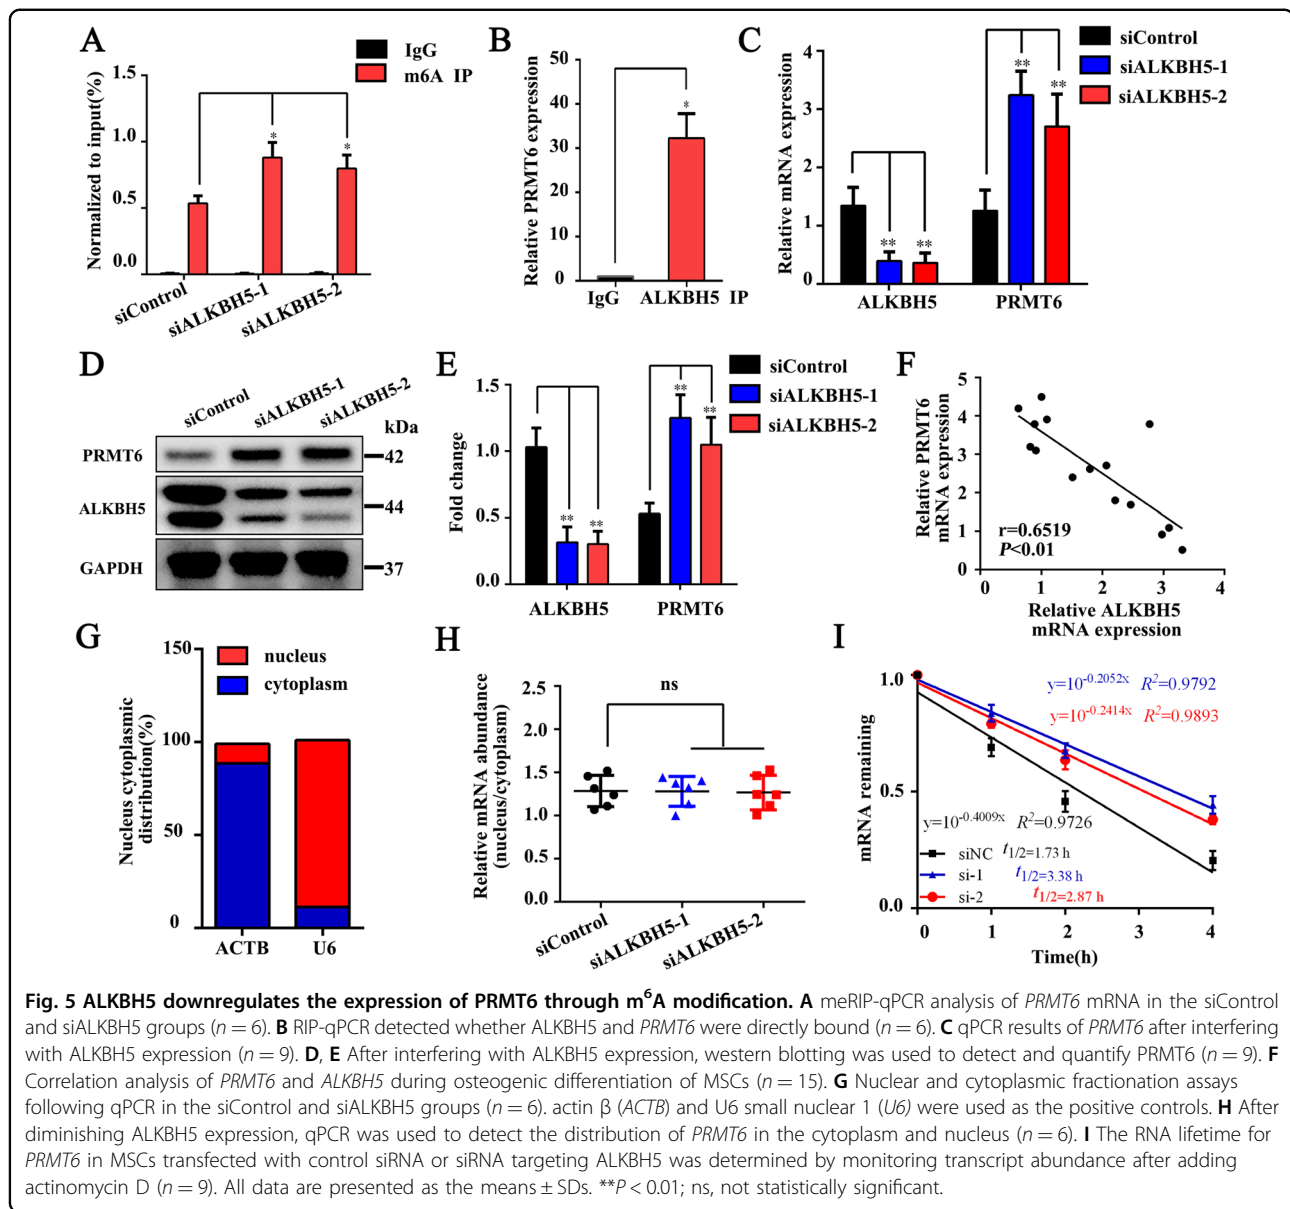 A
IgG
m6A IP
Normalized to input(%)
1.5
1.0
0.5
0.0
*
*
siControl
siALKBH5-1
siALKBH5-2
B
Relative PRMT6 expression
50
40
30
20
10
0
*
IgG ALKBH5 IP
C
siControl
siALKBH5-1
siALKBH5-2
Relative mRNA expression
4
3
2
1
0
** **
** **
ALKBH5 PRMT6
D
siControl
siALKBH5-1
siALKBH5-2
kDa
PRMT6 42
ALKBH5 44
GAPDH 37
E
siControl
siALKBH5-1
siALKBH5-2
Fold change
1.5
1.0
0.5
0.0
** **
** **
ALKBH5 PRMT6
F
Relative PRMT6
mRNA expression
5
4
3
2
1
0
r=0.6519
P<0.01
0 1 2 3 4
Relative ALKBH5
mRNA expression
G
nucleus
cytoplasm
Nucleus cytoplasmic
distribution(%)
150
100
50
0
ACTB U6
H
Relative mRNA abundance
(nucleus/cytoplasm)
2.5
2.0
1.5
1.0
0.5
0.0
ns
siControl
siALKBH5-1
siALKBH5-2
I
mRNA remaining
1.0
0.5
0.0
y=10^-0.2052x R²=0.9792
y=10^-0.2414x R²=0.9893
y=10^-0.4009x R²=0.9726
siNC t1/2=1.73 h
si-1 t1/2=3.38 h
si-2 t1/2=2.87 h
0 1 2 4
Time(h)
Fig. 5 ALKBH5 downregulates the expression of PRMT6 through m⁶A modification. A meRIP-qPCR analysis of PRMT6 mRNA in the siControl
and siALKBH5 groups (n = 6). B RIP-qPCR detected whether ALKBH5 and PRMT6 were directly bound (n = 6). C qPCR results of PRMT6 after interfering
with ALKBH5 expression (n = 9). D, E After interfering with ALKBH5 expression, western blotting was used to detect and quantify PRMT6 (n = 9). F
Correlation analysis of PRMT6 and ALKBH5 during osteogenic differentiation of MSCs (n = 15). G Nuclear and cytoplasmic fractionation assays
following qPCR in the siControl and siALKBH5 groups (n = 6). actin β (ACTB) and U6 small nuclear 1 (U6) were used as the positive controls. H After
diminishing ALKBH5 expression, qPCR was used to detect the distribution of PRMT6 in the cytoplasm and nucleus (n = 6). I The RNA lifetime for
PRMT6 in MSCs transfected with control siRNA or siRNA targeting ALKBH5 was determined by monitoring transcript abundance after adding
actinomycin D (n = 9). All data are presented as the means ± SDs. **P < 0.01; ns, not statistically significant.